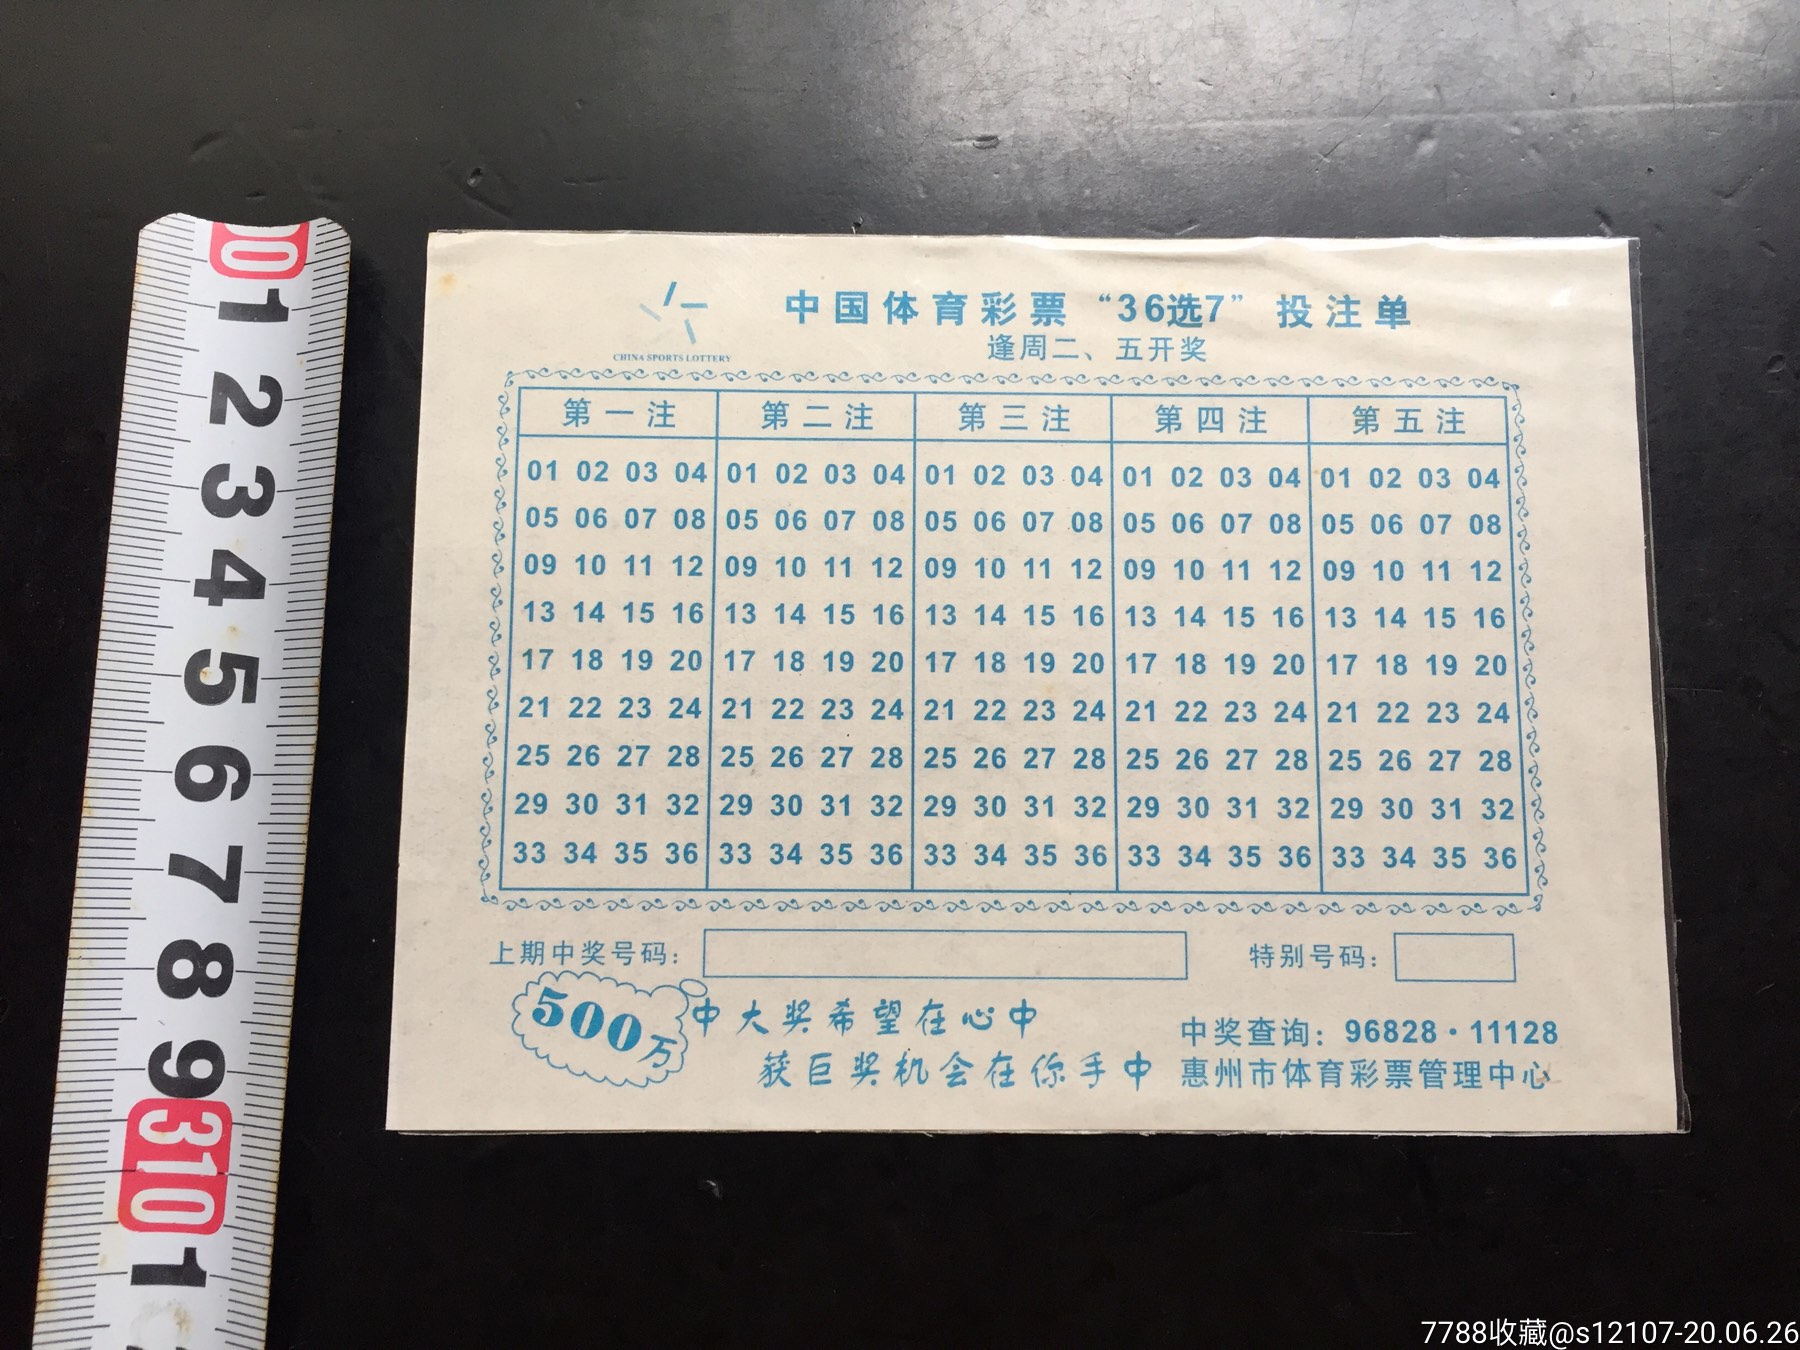 中国体育彩票“36选7”投注单
逢周二、五开奖
CHINA SPORTS LOTTERY
第一注 第二注 第三注 第四注 第五注
01 02 03 04 01 02 03 04 01 02 03 04 01 02 03 04 01 02 03 04
05 06 07 08 05 06 07 08 05 06 07 08 05 06 07 08 05 06 07 08
09 10 11 12 09 10 11 12 09 10 11 12 09 10 11 12 09 10 11 12
13 14 15 16 13 14 15 16 13 14 15 16 13 14 15 16 13 14 15 16
17 18 19 20 17 18 19 20 17 18 19 20 17 18 19 20 17 18 19 20
21 22 23 24 21 22 23 24 21 22 23 24 21 22 23 24 21 22 23 24
25 26 27 28 25 26 27 28 25 26 27 28 25 26 27 28 25 26 27 28
29 30 31 32 29 30 31 32 29 30 31 32 29 30 31 32 29 30 31 32
33 34 35 36 33 34 35 36 33 34 35 36 33 34 35 36 33 34 35 36
上期中奖号码： 特别号码：
500万
中大奖希望在心中
获巨奖机会在你手中
中奖查询：96828·11128
惠州市体育彩票管理中心
1
2
3
4
5
6
7
8
9
310
1
7788收藏@s12107-20.06.26